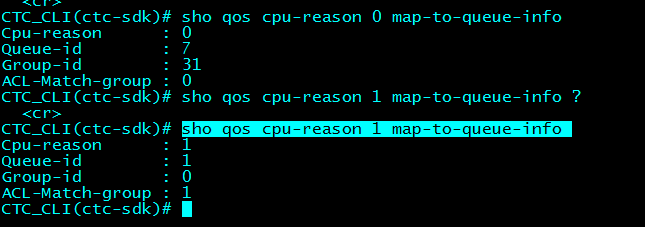 <cr>
CTC_CLI(ctc-sdk)# sho qos cpu-reason 0 map-to-queue-info
Cpu-reason : 0
Queue-id : 7
Group-id : 31
ACL-Match-group : 0
CTC_CLI(ctc-sdk)# sho qos cpu-reason 1 map-to-queue-info ?
<cr>
CTC_CLI(ctc-sdk)# sho qos cpu-reason 1 map-to-queue-info
Cpu-reason : 1
Queue-id : 1
Group-id : 0
ACL-Match-group : 1
CTC_CLI(ctc-sdk)#